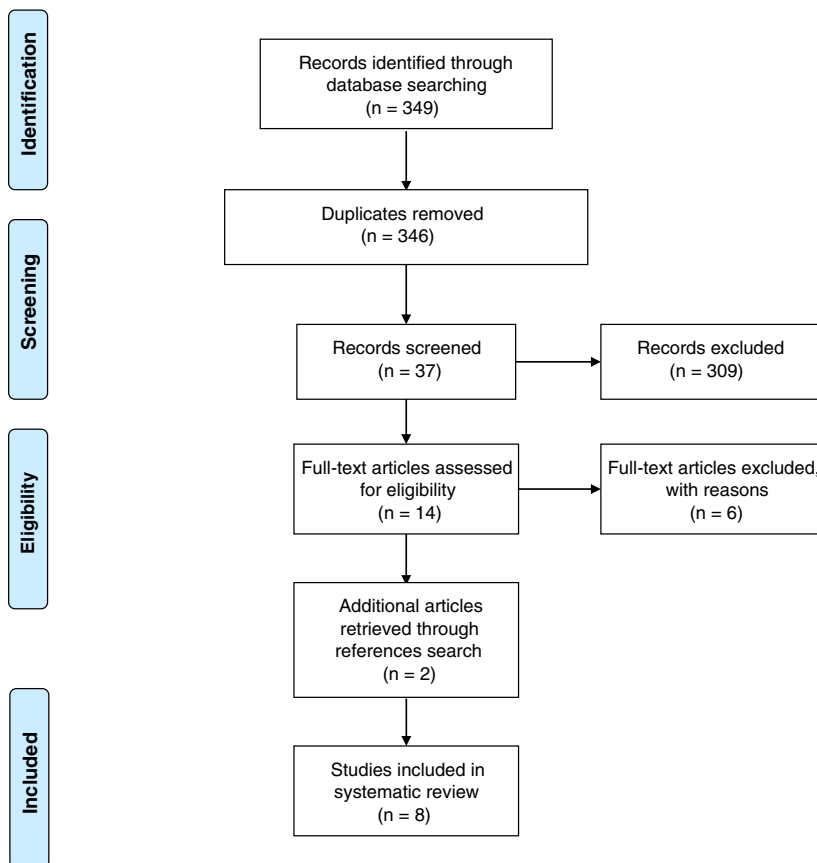 Identification
Records identified through
database searching
(n = 349)
Duplicates removed
(n = 346)
Screening
Records screened
(n = 37)
Records excluded
(n = 309)
Eligibility
Full-text articles assessed
for eligibility
(n = 14)
Full-text articles excluded,
with reasons
(n = 6)
Additional articles
retrieved through
references search
(n = 2)
Included
Studies included in
systematic review
(n = 8)